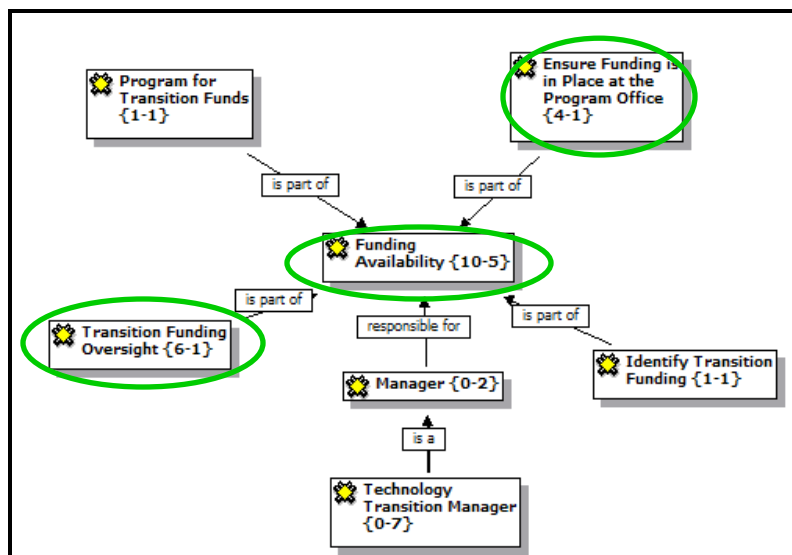 Program for
Transition Funds
{1-1}
Ensure Funding is
in Place at the
Program Office
{4-1}
is part of
is part of
Funding
Availability {10-5}
is part of
is part of
responsible for
Transition Funding
Oversight {6-1}
Identify Transition
Funding {1-1}
Manager {0-2}
is a
Technology
Transition Manager
{0-7}